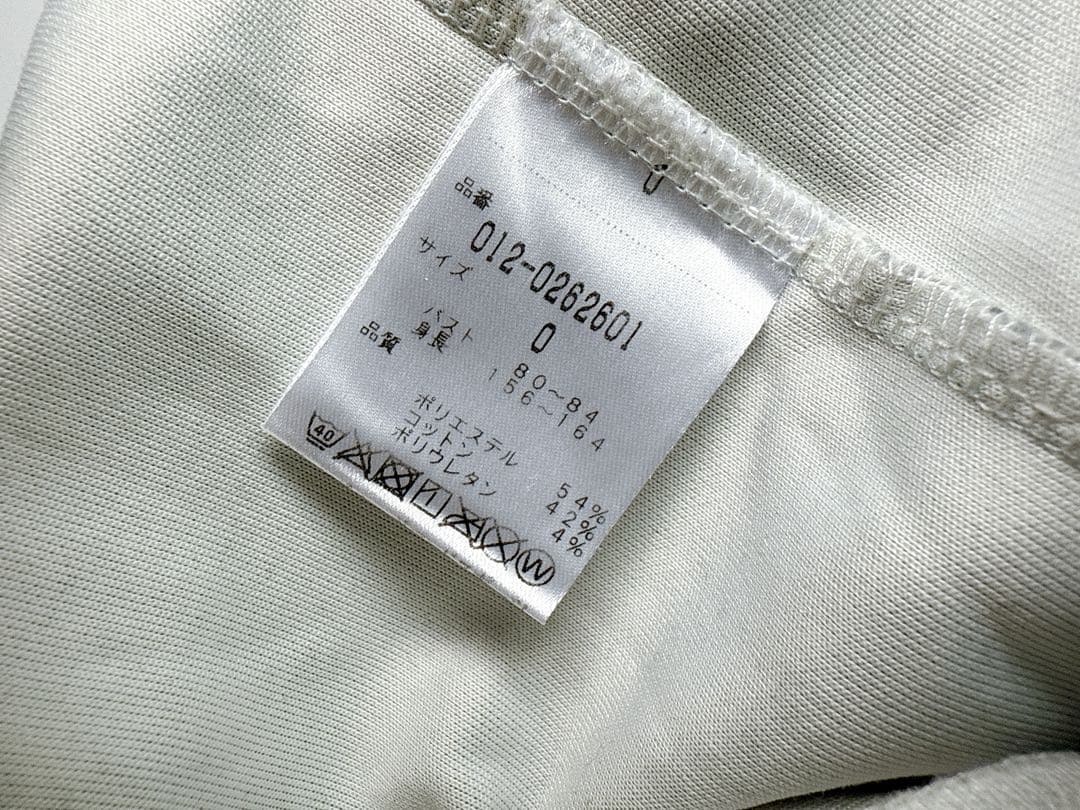 0
品番
012-0262601
サイズ 0
バスト 80~84
身長 156~164
品質
ポリエステル 54%
コットン 42%
ポリウレタン 4%
40
W